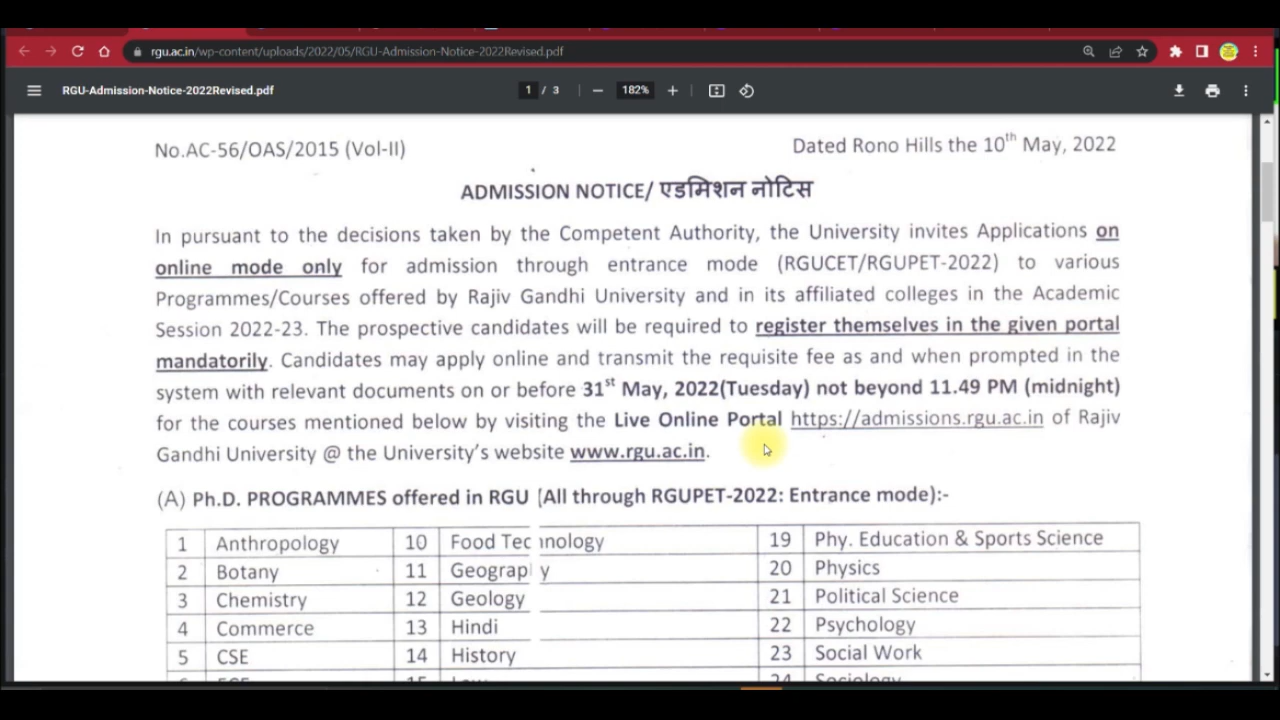 rgu.ac.in/wp-content/uploads/2022/05/RGU-Admission-Notice-2022Revised.pdf
RGU-Admission-Notice-2022Revised.pdf
1 / 3
182%
No.AC-56/OAS/2015 (Vol-II)
Dated Rono Hills the 10th May, 2022
ADMISSION NOTICE/ एडमिशन नोटिस
In pursuant to the decisions taken by the Competent Authority, the University invites Applications on
online mode only for admission through entrance mode (RGUCET/RGUPET-2022) to various
Programmes/Courses offered by Rajiv Gandhi University and in its affiliated colleges in the Academic
Session 2022-23. The prospective candidates will be required to register themselves in the given portal
mandatorily. Candidates may apply online and transmit the requisite fee as and when prompted in the
system with relevant documents on or before 31st May, 2022(Tuesday) not beyond 11.49 PM (midnight)
for the courses mentioned below by visiting the Live Online Portal https://admissions.rgu.ac.in of Rajiv
Gandhi University @ the University's website www.rgu.ac.in.
(A) Ph.D. PROGRAMMES offered in RGU (All through RGUPET-2022: Entrance mode):-
1 Anthropology 10 Food Technology 19 Phy. Education & Sports Science
2 Botany 11 Geography 20 Physics
3 Chemistry 12 Geology 21 Political Science
4 Commerce 13 Hindi 22 Psychology
5 CSE 14 History 23 Social Work